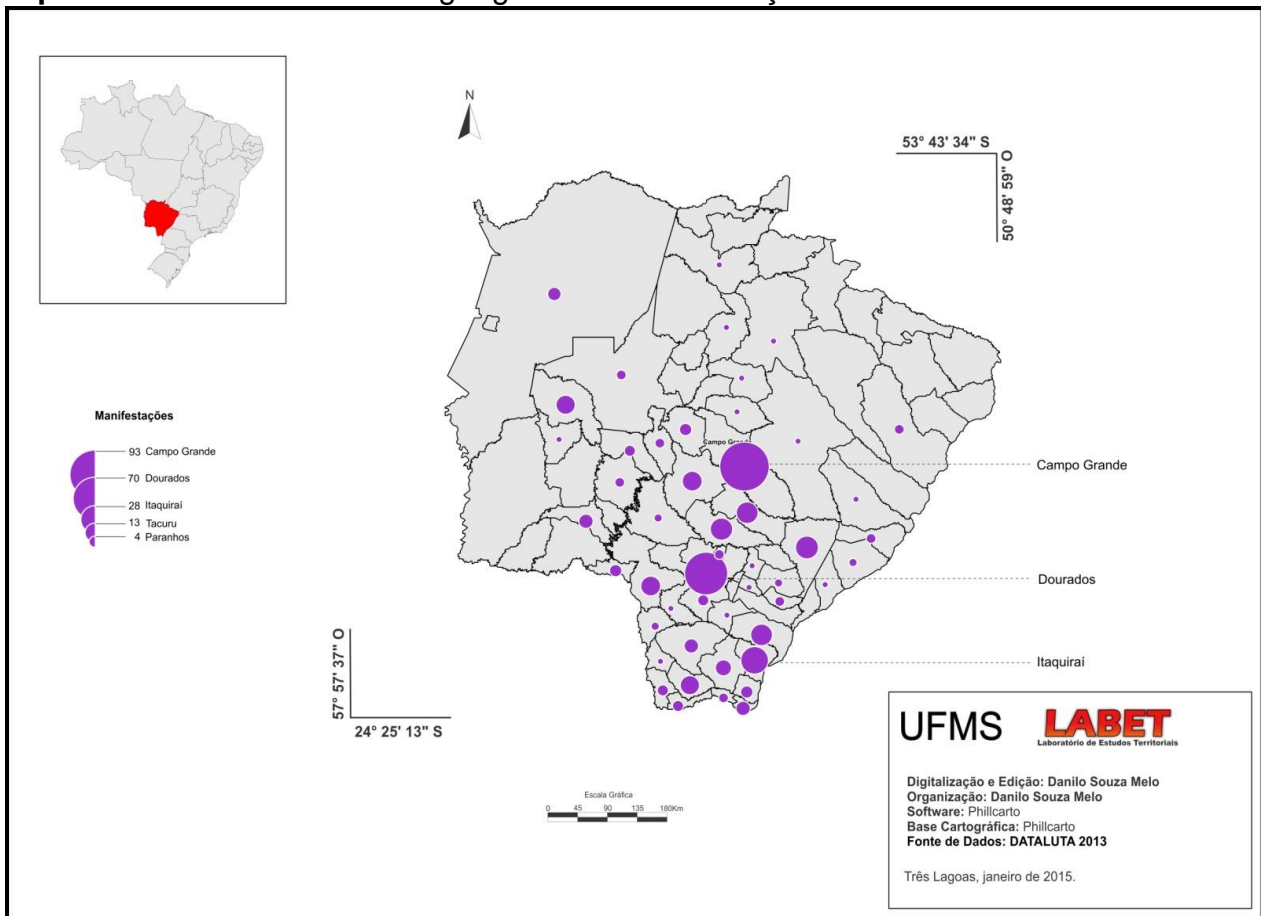 N
53° 43' 34" S
50° 48' 59" O
Manifestações
93 Campo Grande
70 Dourados
28 Itaquiraí
13 Tacuru
4 Paranhos
Campo Grande
Campo Grande
Dourados
Itaquiraí
57° 57' 37" O
24° 25' 13" S
Escala Gráfica
0 45 90 135 180Km
UFMS
LABET
Laboratório de Estudos Territoriais
Digitalização e Edição: Danilo Souza Melo
Organização: Danilo Souza Melo
Software: Phillcarto
Base Cartográfica: Phillcarto
Fonte de Dados: DATALUTA 2013
Três Lagoas, janeiro de 2015.